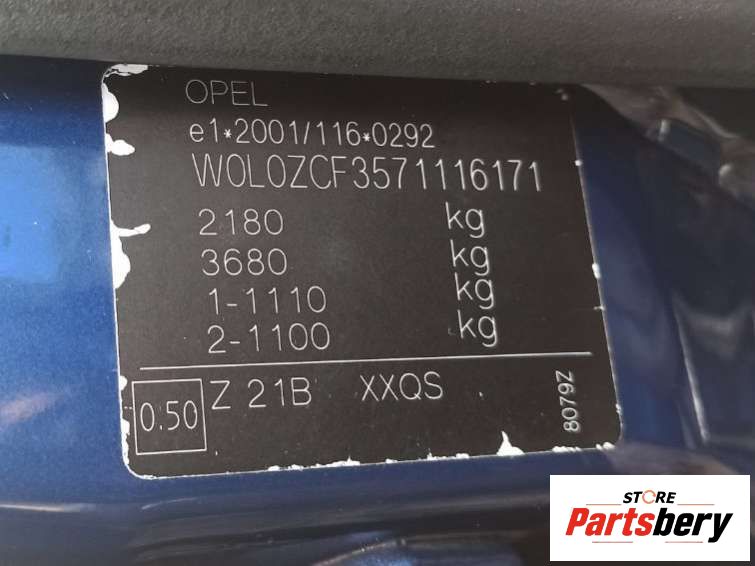 OPEL
e1*2001/116*0292
W0L0ZCF3571116171
2180 kg
3680 kg
1-1110 kg
2-1100 kg
0.50 Z 21B XXQS
8079Z
STORE
Partsbery